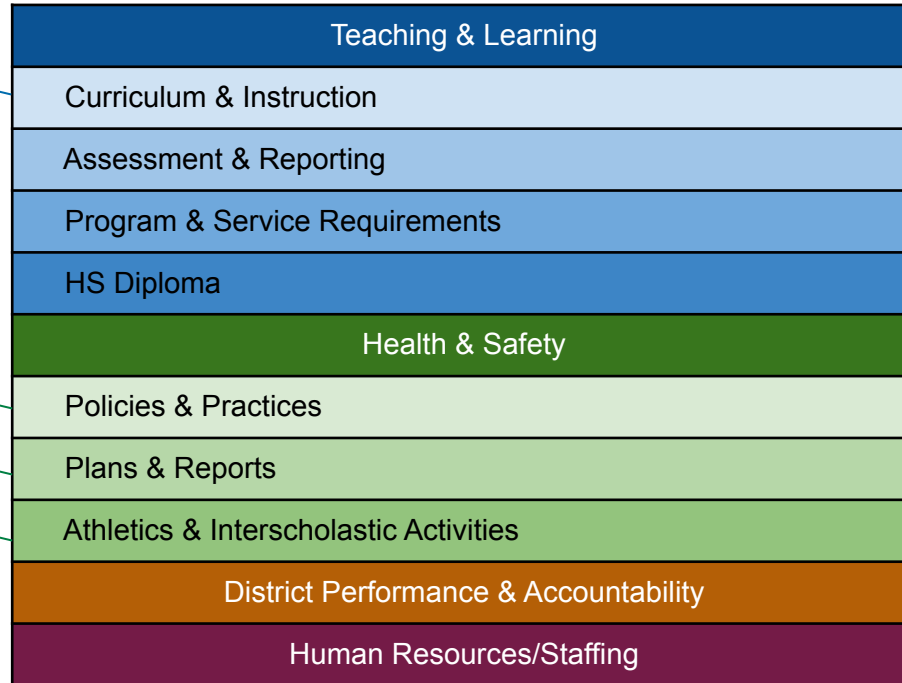 Teaching & Learning
Curriculum & Instruction
Assessment & Reporting
Program & Service Requirements
HS Diploma
Health & Safety
Policies & Practices
Plans & Reports
Athletics & Interscholastic Activities
District Performance & Accountability
Human Resources/Staffing